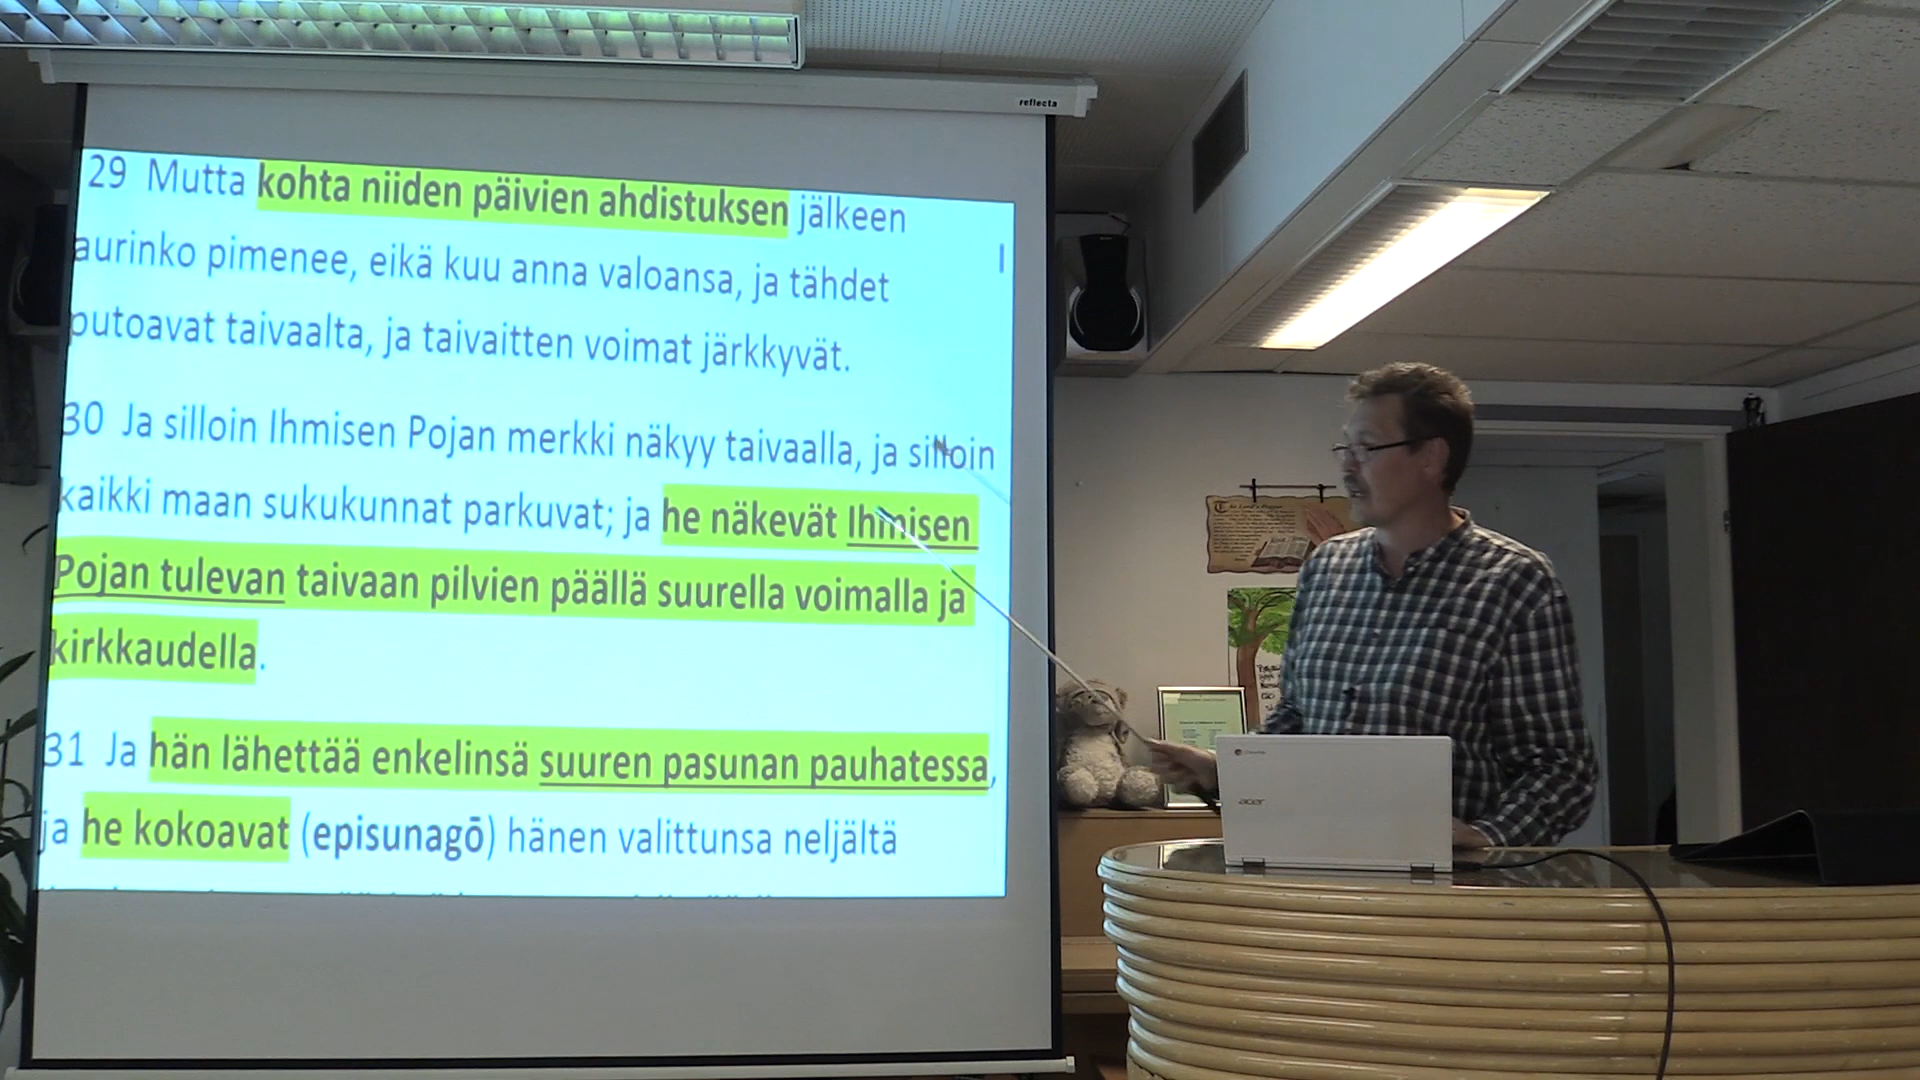 reflecta
29 Mutta kohta niiden päivien ahdistuksen jälkeen
aurinko pimenee, eikä kuu anna valoansa, ja tähdet
putoavat taivaalta, ja taivaitten voimat järkkyvät.
30 Ja silloin Ihmisen Pojan merkki näkyy taivaalla, ja silloin
kaikki maan sukukunnat parkuvat; ja he näkevät Ihmisen
Pojan tulevan taivaan pilvien päällä suurella voimalla ja
kirkkaudella.
31 Ja hän lähettää enkelinsä suuren pasunan pauhatessa,
ja he kokoavat (episunagō) hänen valittunsa neljältä
The Lord's Prayer
acer